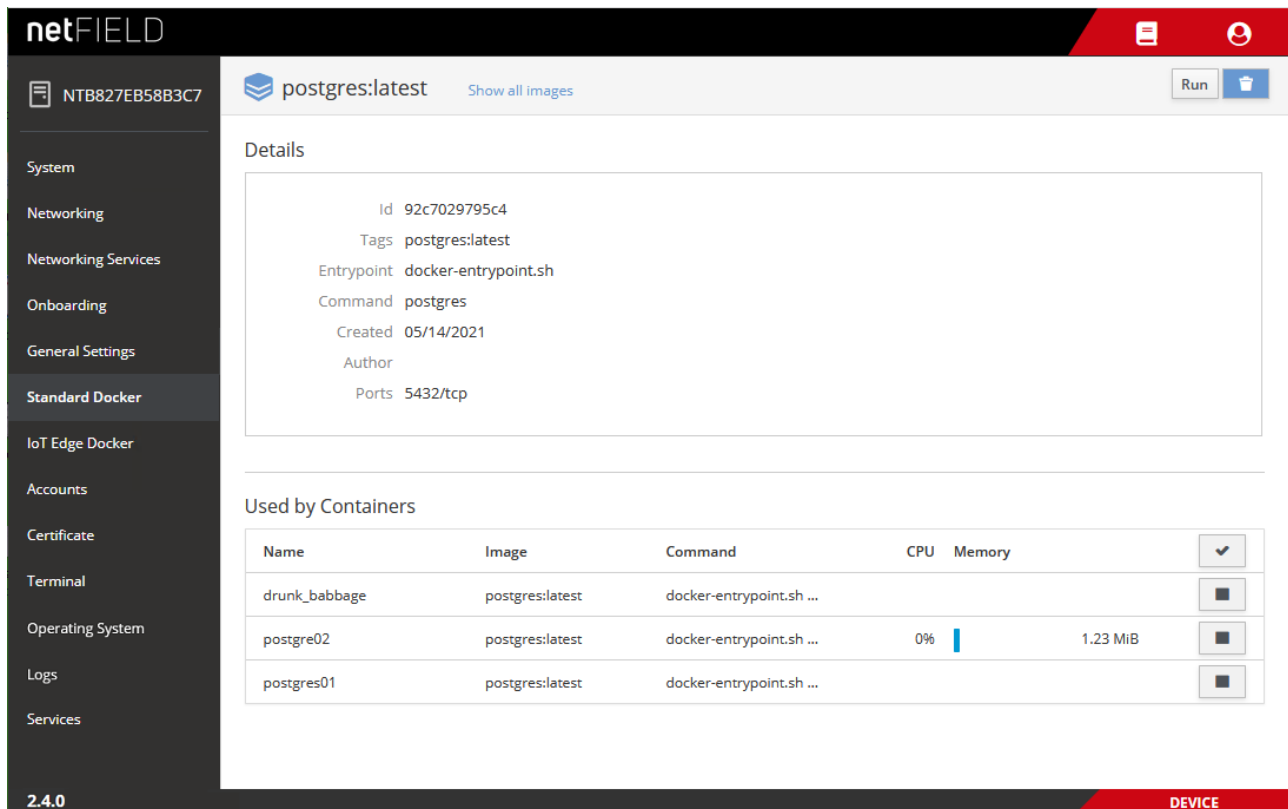 netFIELD
NTB827EB58B3C7
postgres:latest Show all images Run
System
Networking
Networking Services
Onboarding
General Settings
Standard Docker
IoT Edge Docker
Accounts
Certificate
Terminal
Operating System
Logs
Services
2.4.0
Details
Id 92c7029795c4
Tags postgres:latest
Entrypoint docker-entrypoint.sh
Command postgres
Created 05/14/2021
Author
Ports 5432/tcp
Used by Containers
Name Image Command CPU Memory
drunk_babbage postgres:latest docker-entrypoint.sh ...
postgre02 postgres:latest docker-entrypoint.sh ... 0% 1.23 MiB
postgres01 postgres:latest docker-entrypoint.sh ...
DEVICE